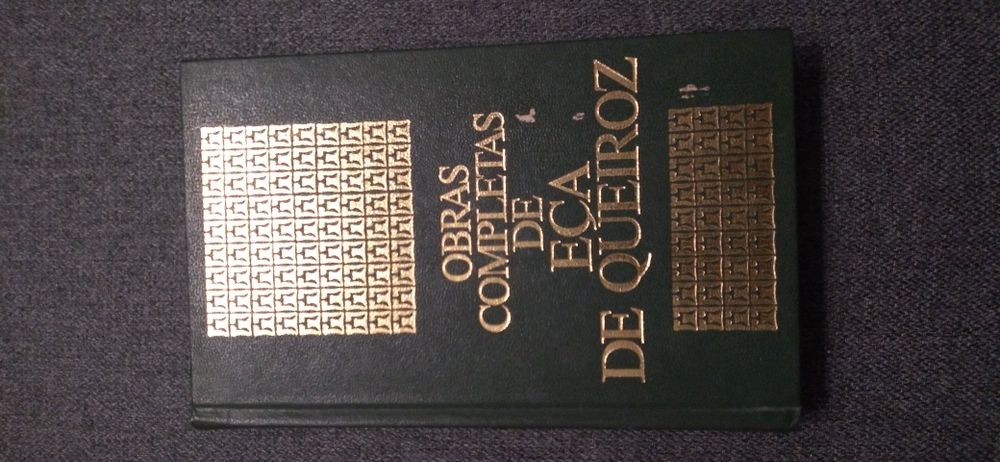 OBRAS
COMPLETAS
DE
EÇA
DE QUEIROZ